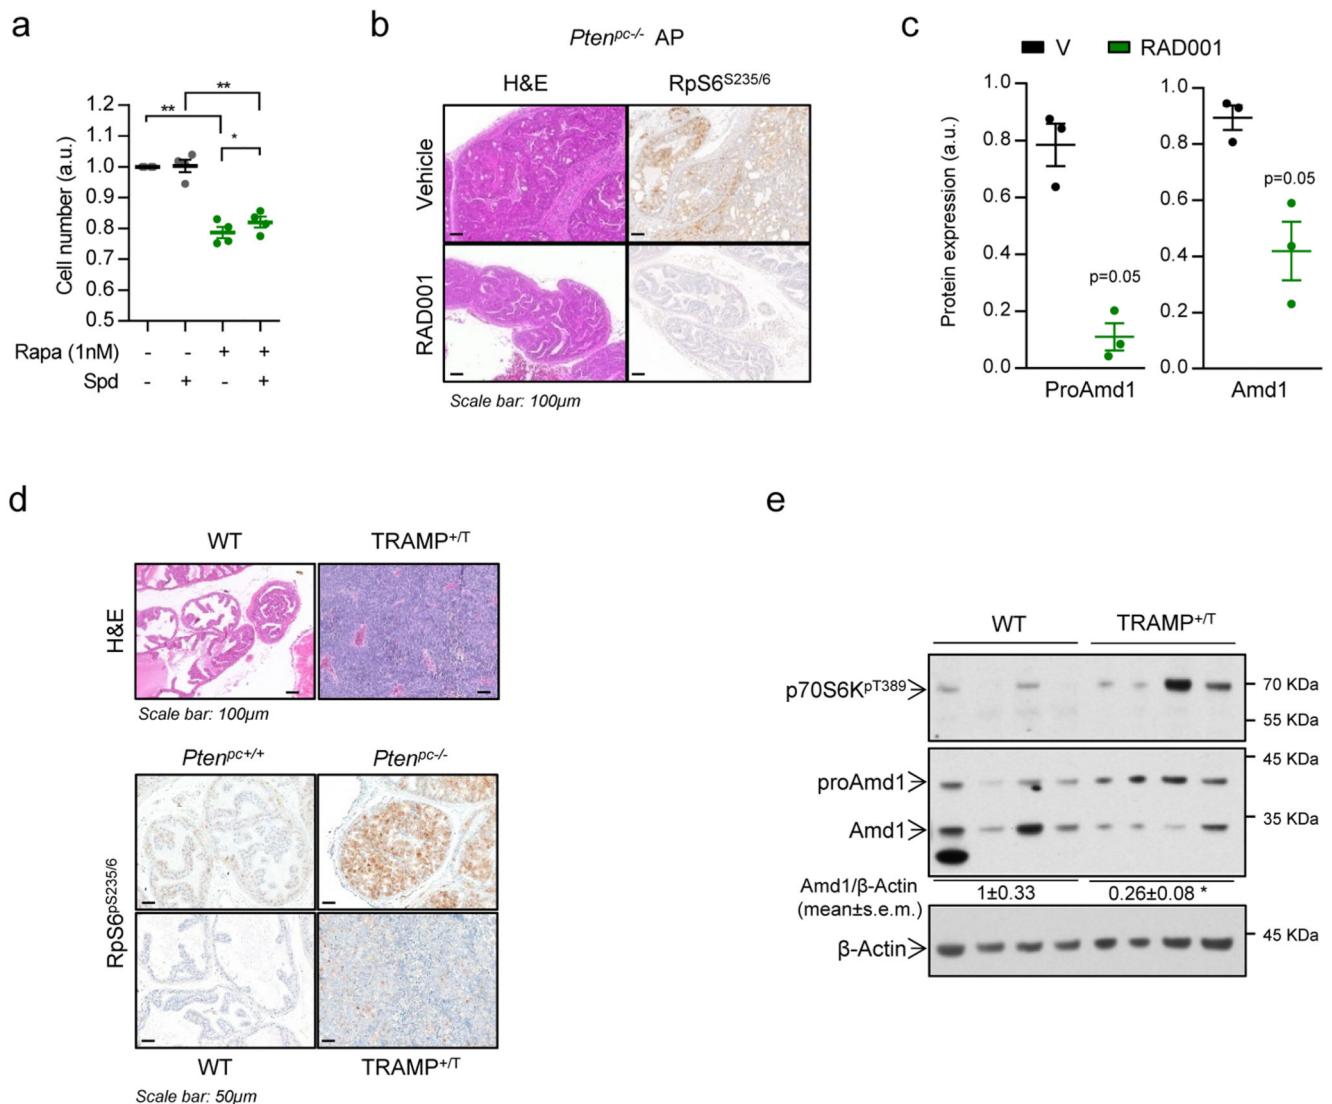 a
**
**
*
1.2
1.1
1.0
0.9
0.8
0.7
0.6
0.5
Cell number (a.u.)
Rapa (1nM) - - + +
Spd - + - +
b
Ptenpc-/- AP
H&E RpS6S235/6
Vehicle
RAD001
Scale bar: 100µm
c
V RAD001
Protein expression (a.u.)
1.0
0.8
0.6
0.4
0.2
0.0
p=0.05
ProAmd1
1.0
0.8
0.6
0.4
0.2
0.0
p=0.05
Amd1
d
WT TRAMP+/T
H&E
Scale bar: 100µm
Ptenpc+/+ Ptenpc-/-
RpS6pS235/6
WT TRAMP+/T
Scale bar: 50µm
e
WT TRAMP+/T
p70S6KpT389
70 KDa
55 KDa
45 KDa
proAmd1
35 KDa
Amd1
Amd1/β-Actin 1±0.33 0.26±0.08 *
(mean±s.e.m.)
45 KDa
β-Actin